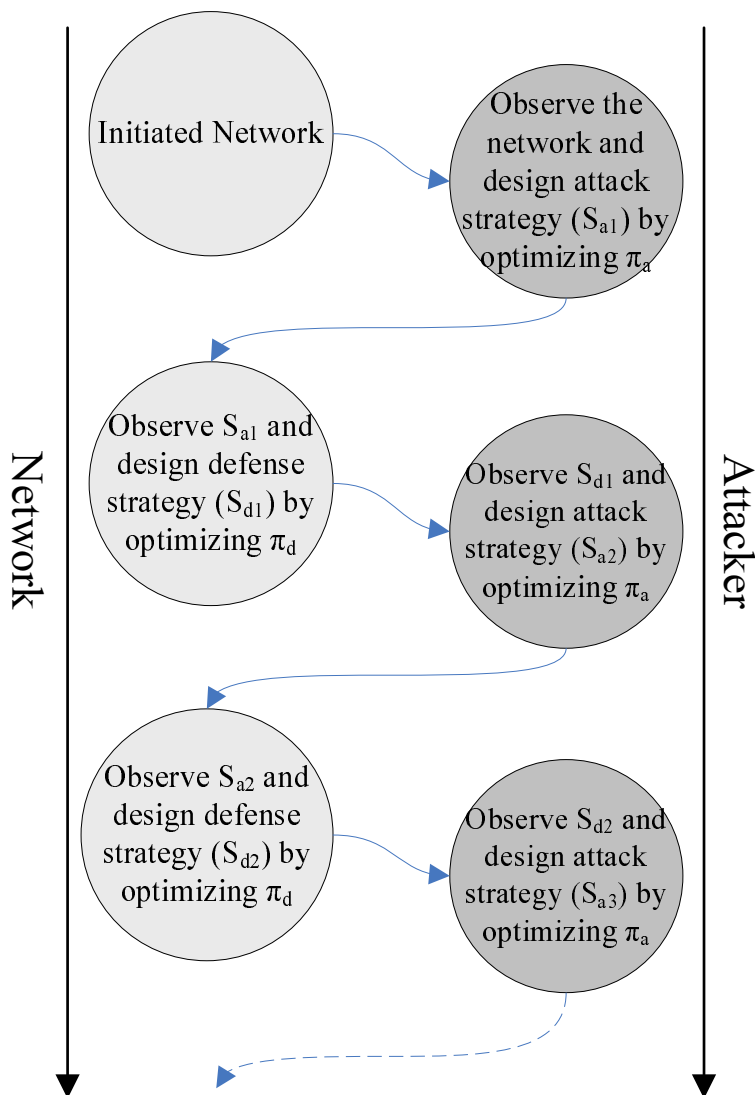 Initiated Network
Observe the
network and
design attack
strategy (Sa1) by
optimizing πa
Observe Sa1 and
design defense
strategy (Sd1) by
optimizing πd
Observe Sd1 and
design attack
strategy (Sa2) by
optimizing πa
Network
Attacker
Observe Sa2 and
design defense
strategy (Sd2) by
optimizing πd
Observe Sd2 and
design attack
strategy (Sa3) by
optimizing πa